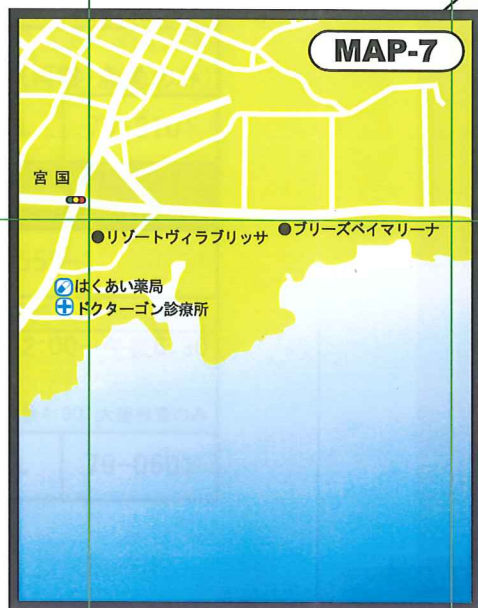 MAP-7
宮国
リゾートヴィラブリッサ
ブリーズベイマリーナ
はくあい薬局
ドクターゴン診療所